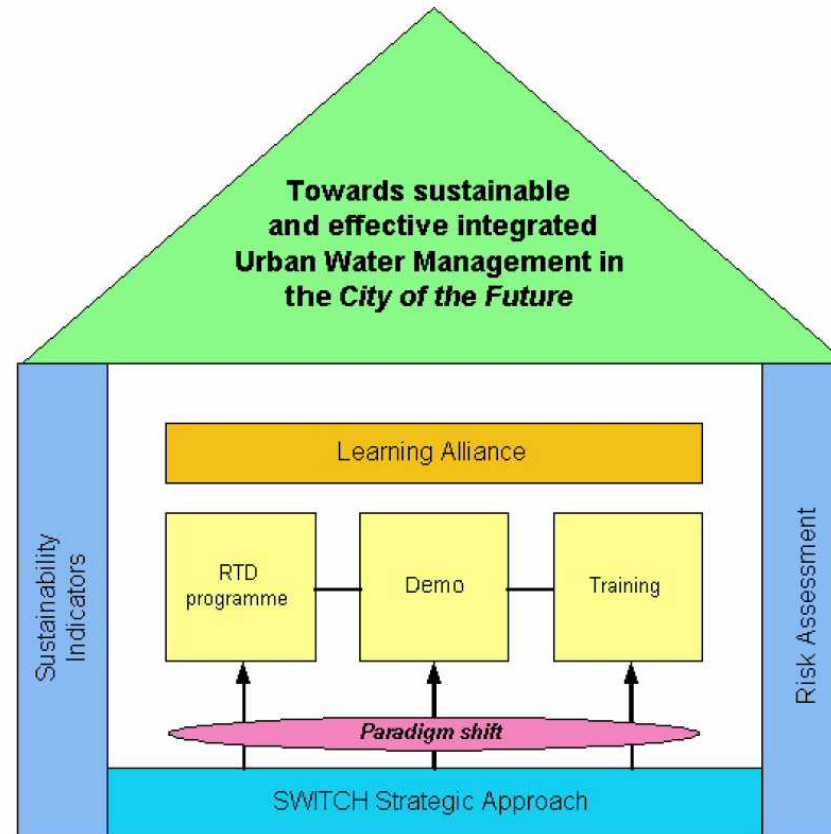 Towards sustainable
and effective integrated
Urban Water Management in
the City of the Future
Learning Alliance
Sustainability
Indicators
RTD
programme
Demo
Training
Risk Assessment
Paradigm shift
SWITCH Strategic Approach